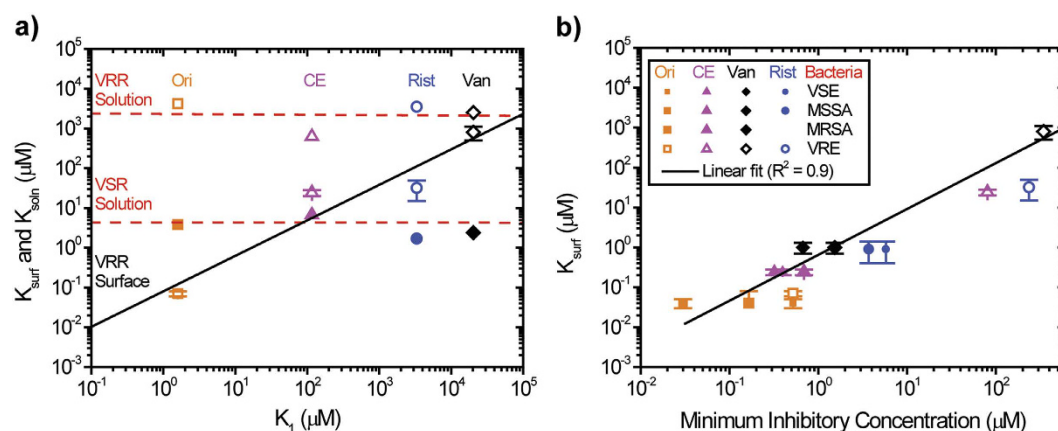 a)
K_surf and K_soln (μM)
10^5
10^4
10^3
10^2
10^1
10^0
10^-1
10^-2
10^-3
VRR
Solution
VSR
Solution
VRR
Surface
Ori CE Rist Van
10^-1 10^0 10^1 10^2 10^3 10^4 10^5
K_1 (μM)
b)
K_surf (μM)
10^5
10^4
10^3
10^2
10^1
10^0
10^-1
10^-2
10^-3
Ori CE Van Rist Bacteria
VSE
MSSA
MRSA
VRE
Linear fit (R^2 = 0.9)
10^-2 10^-1 10^0 10^1 10^2
Minimum Inhibitory Concentration (μM)